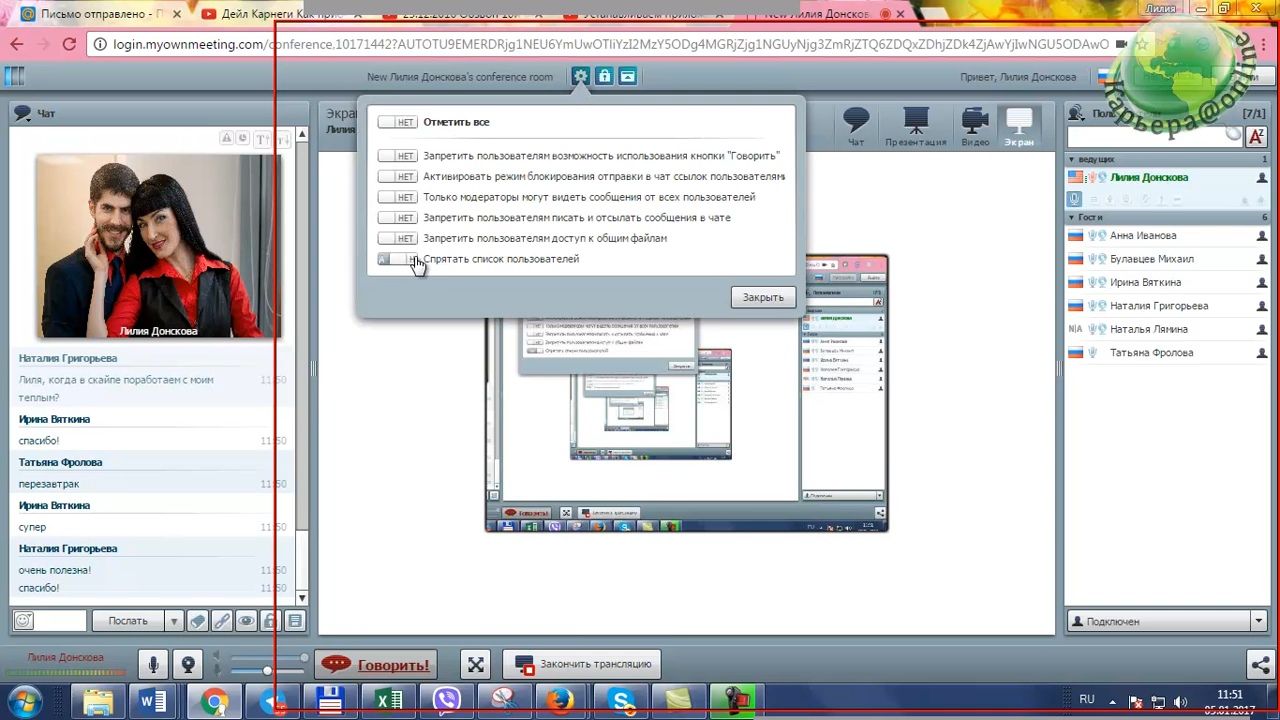 Письмо отправлено -
Дейл Карнеги Как при
New Лилия Донсков
Лилия
login.myownmeeting.com/conference.10171442?AUTOTU9EMERDRjg1NEU6YmUwOTIiYzI2MzY5ODg4MGRjZjg1NGUyNjg3ZmRjZTQ6ZDQxZDhjZDk4ZjAwYjIwNGU5ODAwO
New Лилия Донскова's conference room
Привет, Лилия Донскова
Карьера@online
Чат
Лилия Донскова
Наталия Григорьева
11:50
теплым?
Ирина Вяткина
спасибо!
11:50
Татьяна Фролова
перезавтрак
11:50
Ирина Вяткина
супер
11:50
Наталия Григорьева
очень полезна!
11:50
спасибо!
11:50
Послать
НЕТ Отметить все
НЕТ Запретить пользователям возможность использования кнопки "Говорить"
НЕТ Активировать режим блокирования отправки в чат ссылок пользователям
НЕТ Только модераторы могут видеть сообщения от всех пользователей
НЕТ Запретить пользователям писать и отсылать сообщения в чате
НЕТ Запретить пользователям доступ к общим файлам
Спрятать список пользователей
Закрыть
Чат
Презентация
Видео
Экран
[7/1]
ведущих 1
Лилия Донскова
Гости 6
Анна Иванова
Булавцев Михаил
Ирина Вяткина
Наталия Григорьева
N/A Наталья Лямина
Татьяна Фролова
Подключен
Лилия Донскова
Говорить!
Закончить трансляцию
RU
11:51
05.01.2017